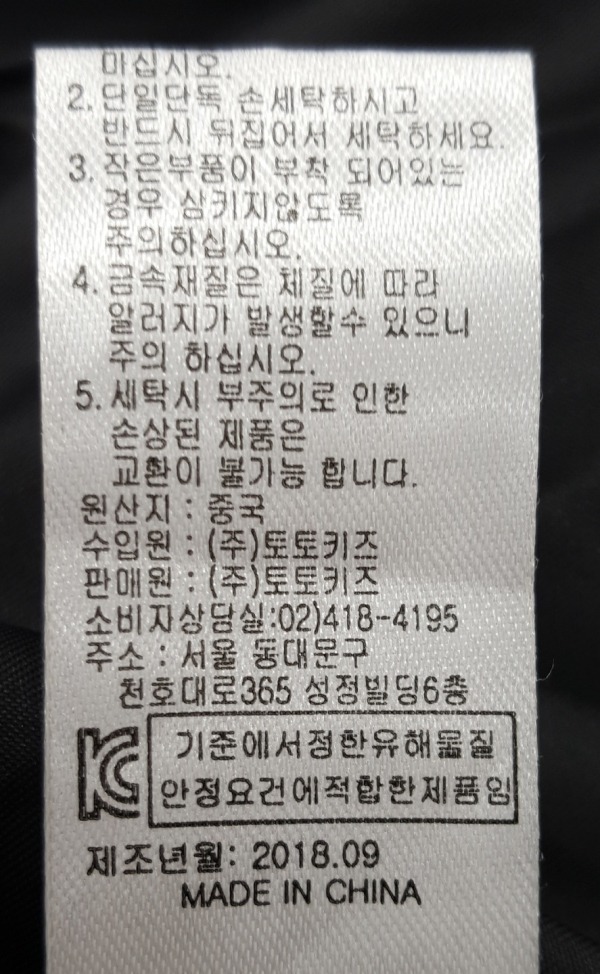 마십시오.
2. 단일단독 손세탁하시고
반드시 뒤집어서 세탁하세요.
3. 작은부품이 부착 되어있는
경우 삼키지않도록
주의하십시오.
4. 금속재질은 체질에 따라
알러지가 발생할수 있으니
주의 하십시오.
5. 세탁시 부주의로 인한
손상된 제품은
교환이 불가능 합니다.
원산지 : 중국
수입원 : (주)토토키즈
판매원 : (주)토토키즈
소비자상담실:02)418-4195
주소 : 서울 동대문구
천호대로365 성정빌딩6층
KC
기준에서정한유해물질
안정요건에적합한제품임
제조년월: 2018.09
MADE IN CHINA